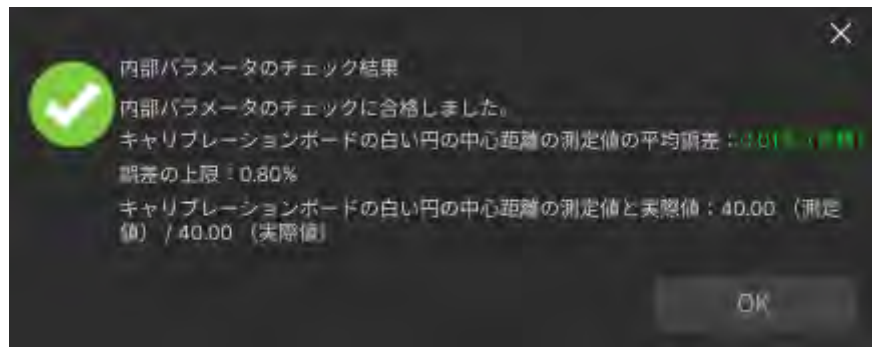 内部パラメータのチェック結果
内部パラメータのチェックに合格しました。
キャリブレーションボードの白い円の中心距離の測定値の平均誤差：
誤差の上限：0.80%
キャリブレーションボードの白い円の中心距離の測定値と実際値：40.00 （測定
値） / 40.00 （実際値）
OK